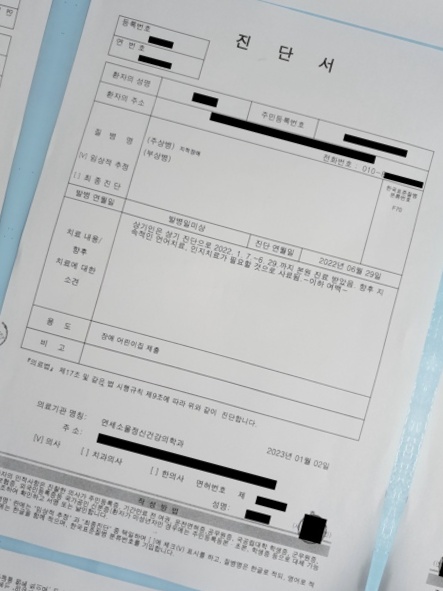 등록번호
연 번 호
진 단 서
환자의 성명
주민등록번호
환자의 주소
전화번호 : 010-
질 병 명
(주상병) 지적장애
(부상병)
[V] 임상적 추정
[ ] 최 종 진 단
한국표준질병
분류번호
F70
발병 연월일
발병일미상
진단 연월일
2022년 06월 29일
치료 내용/
향후
치료에 대한
소견
상기인은 상기 진단으로 2022. 1. 7 ~6. 29 까지 본원 진료 받았음. 향후 지
속적인 언어치료, 인지치료가 필요할 것으로 사료됨. -이하 여백-
용 도
장애 어린이집 제출
비 고
「의료법」 제17조 및 같은 법 시행규칙 제9조에 따라 위와 같이 진단합니다.
2023년 01월 02일
의료기관 명칭:
연세소울정신건강의학과
주 소:
[V] 의사
[ ] 치과의사
[ ] 한의사
면허번호 제
성명:
작 성 방 법